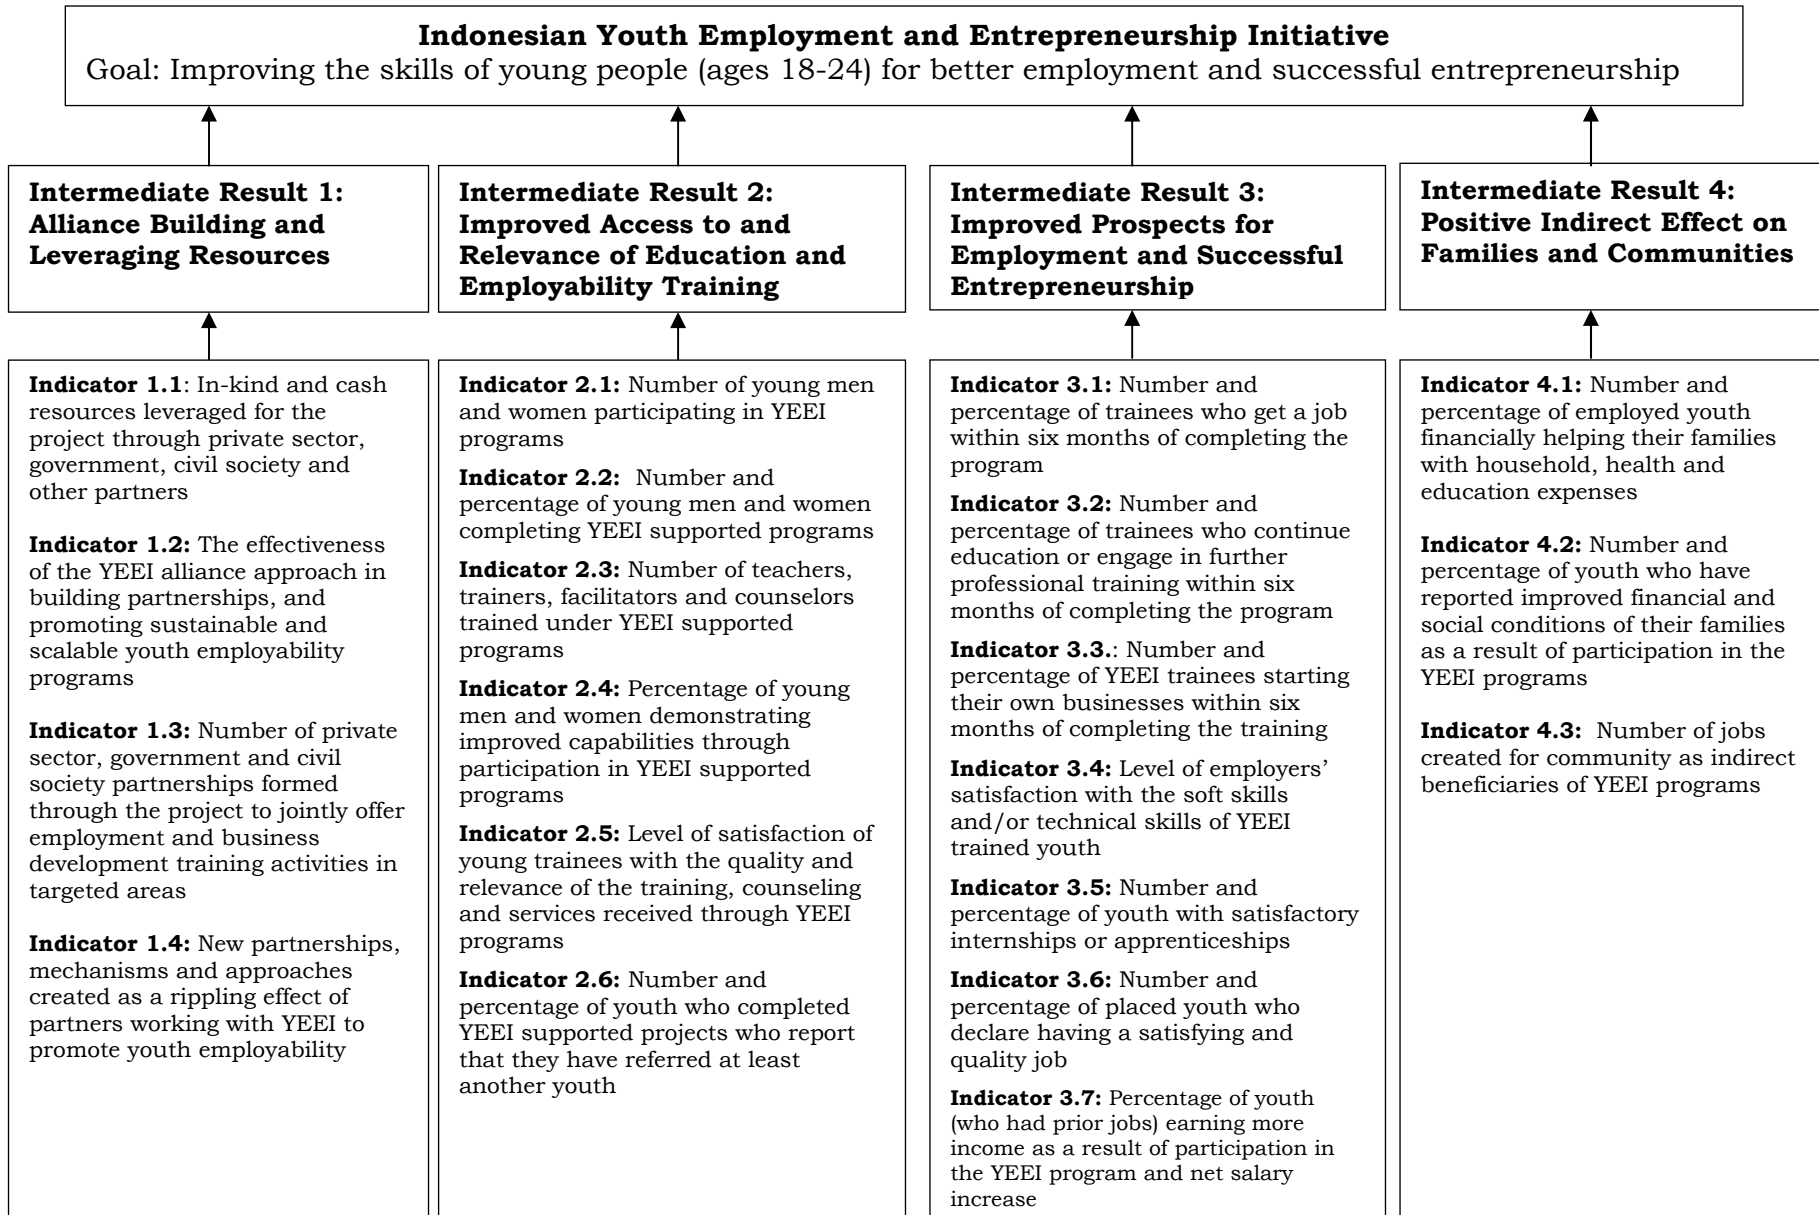 Indonesian Youth Employment and Entrepreneurship Initiative
Goal: Improving the skills of young people (ages 18-24) for better employment and successful entrepreneurship
Intermediate Result 1:
Alliance Building and
Leveraging Resources
Intermediate Result 2:
Improved Access to and
Relevance of Education and
Employability Training
Intermediate Result 3:
Improved Prospects for
Employment and Successful
Entrepreneurship
Intermediate Result 4:
Positive Indirect Effect on
Families and Communities
Indicator 1.1: In-kind and cash
resources leveraged for the
project through private sector,
government, civil society and
other partners
Indicator 1.2: The effectiveness
of the YEEI alliance approach in
building partnerships, and
promoting sustainable and
scalable youth employability
programs
Indicator 1.3: Number of private
sector, government and civil
society partnerships formed
through the project to jointly offer
employment and business
development training activities in
targeted areas
Indicator 1.4: New partnerships,
mechanisms and approaches
created as a rippling effect of
partners working with YEEI to
promote youth employability
Indicator 2.1: Number of young men
and women participating in YEEI
programs
Indicator 2.2: Number and
percentage of young men and women
completing YEEI supported programs
Indicator 2.3: Number of teachers,
trainers, facilitators and counselors
trained under YEEI supported
programs
Indicator 2.4: Percentage of young
men and women demonstrating
improved capabilities through
participation in YEEI supported
programs
Indicator 2.5: Level of satisfaction of
young trainees with the quality and
relevance of the training, counseling
and services received through YEEI
programs
Indicator 2.6: Number and
percentage of youth who completed
YEEI supported projects who report
that they have referred at least
another youth
Indicator 3.1: Number and
percentage of trainees who get a job
within six months of completing the
program
Indicator 3.2: Number and
percentage of trainees who continue
education or engage in further
professional training within six
months of completing the program
Indicator 3.3.: Number and
percentage of YEEI trainees starting
their own businesses within six
months of completing the training
Indicator 3.4: Level of employers’
satisfaction with the soft skills
and/or technical skills of YEEI
trained youth
Indicator 3.5: Number and
percentage of youth with satisfactory
internships or apprenticeships
Indicator 3.6: Number and
percentage of placed youth who
declare having a satisfying and
quality job
Indicator 3.7: Percentage of youth
(who had prior jobs) earning more
income as a result of participation in
the YEEI program and net salary
increase
Indicator 4.1: Number and
percentage of employed youth
financially helping their families
with household, health and
education expenses
Indicator 4.2: Number and
percentage of youth who have
reported improved financial and
social conditions of their families
as a result of participation in the
YEEI programs
Indicator 4.3: Number of jobs
created for community as indirect
beneficiaries of YEEI programs